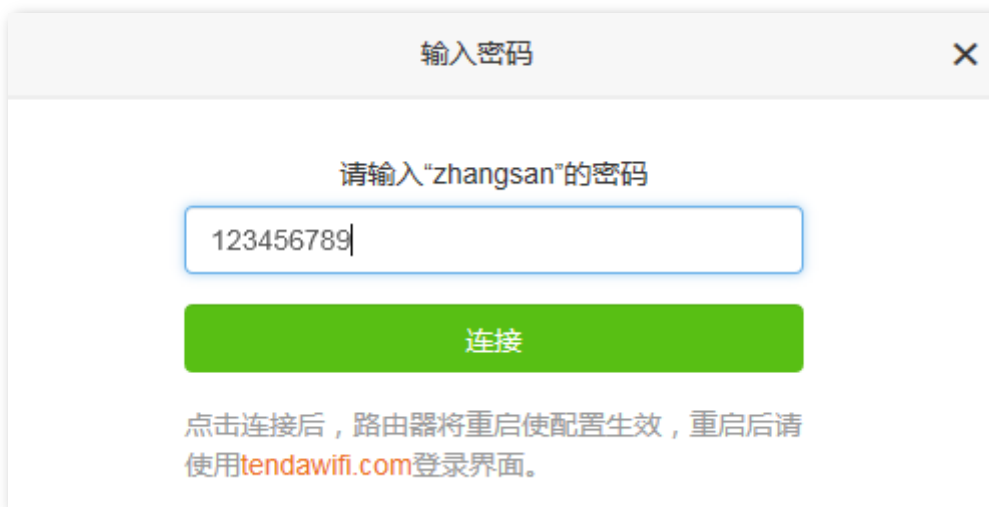 输入密码
请输入“zhangsan”的密码
123456789
连接
点击连接后，路由器将重启使配置生效，重启后请
使用tendawifi.com登录界面。